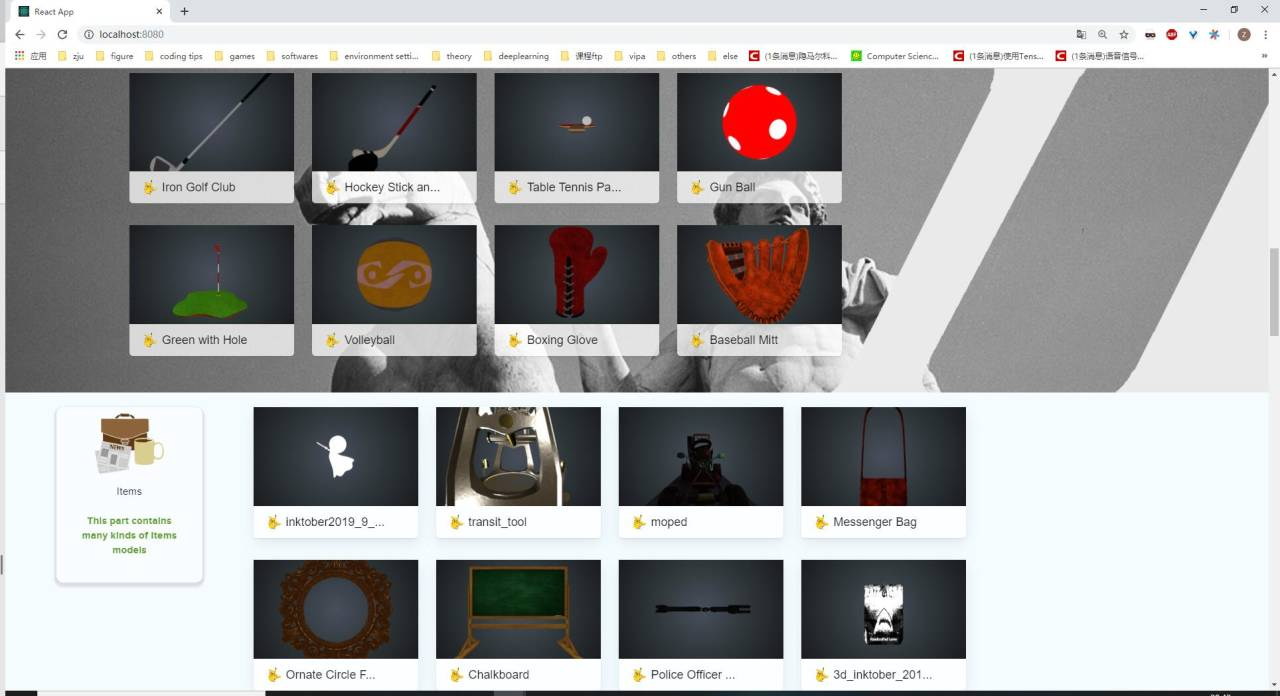 React App
localhost:8080
应用 zju figure coding tips games softwares environment setti... theory deeplearning 课程ftp vipa others else (1条消息)隐马尔科... Computer Scienc... (1条消息)使用Tens... (1条消息)语音信号...
Iron Golf Club Hockey Stick an... Table Tennis Pa... Gun Ball
Green with Hole Volleyball Boxing Glove Baseball Mitt
NEWS
Items
This part contains
many kinds of Items
models
inktober2019_9_... transit_tool moped Messenger Bag
Ornate Circle F... Chalkboard Police Officer ... 3d_inktober_201...